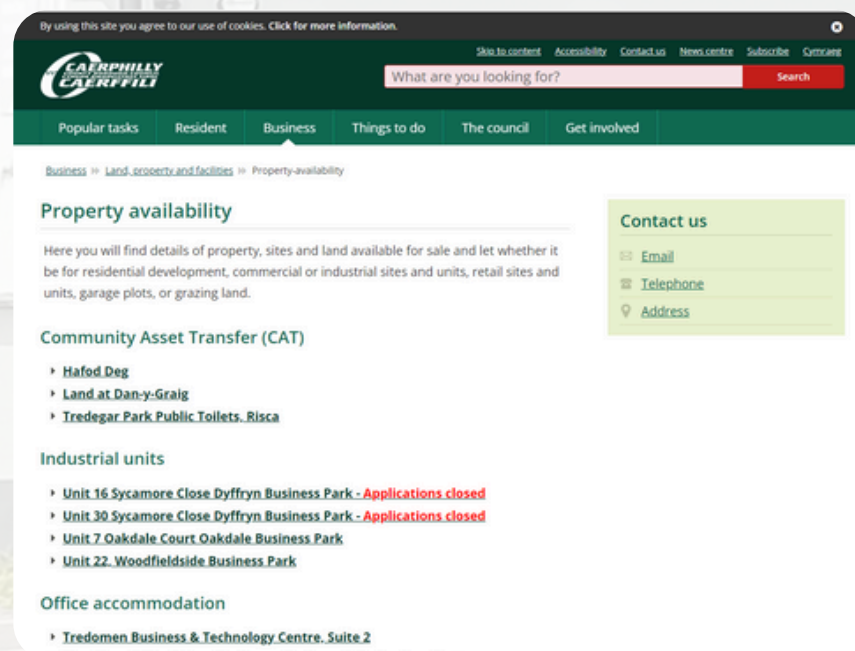 By using this site you agree to our use of cookies. Click for more information.
Skip to content Accessibility Contact us News centre Subscribe Cymraeg
CAERPHILLY
CAERFFILI
What are you looking for?
Search
Popular tasks Resident Business Things to do The council Get involved
Business » Land, property and facilities » Property-availability
Property availability
Here you will find details of property, sites and land available for sale and let whether it
be for residential development, commercial or industrial sites and units, retail sites and
units, garage plots, or grazing land.
Contact us
Email
Telephone
Address
Community Asset Transfer (CAT)
Hafod Deg
Land at Dan-y-Graig
Tredegar Park Public Toilets, Risca
Industrial units
Unit 16 Sycamore Close Dyffryn Business Park - Applications closed
Unit 30 Sycamore Close Dyffryn Business Park - Applications closed
Unit 7 Oakdale Court Oakdale Business Park
Unit 22, Woodfieldside Business Park
Office accommodation
Tredomen Business & Technology Centre, Suite 2